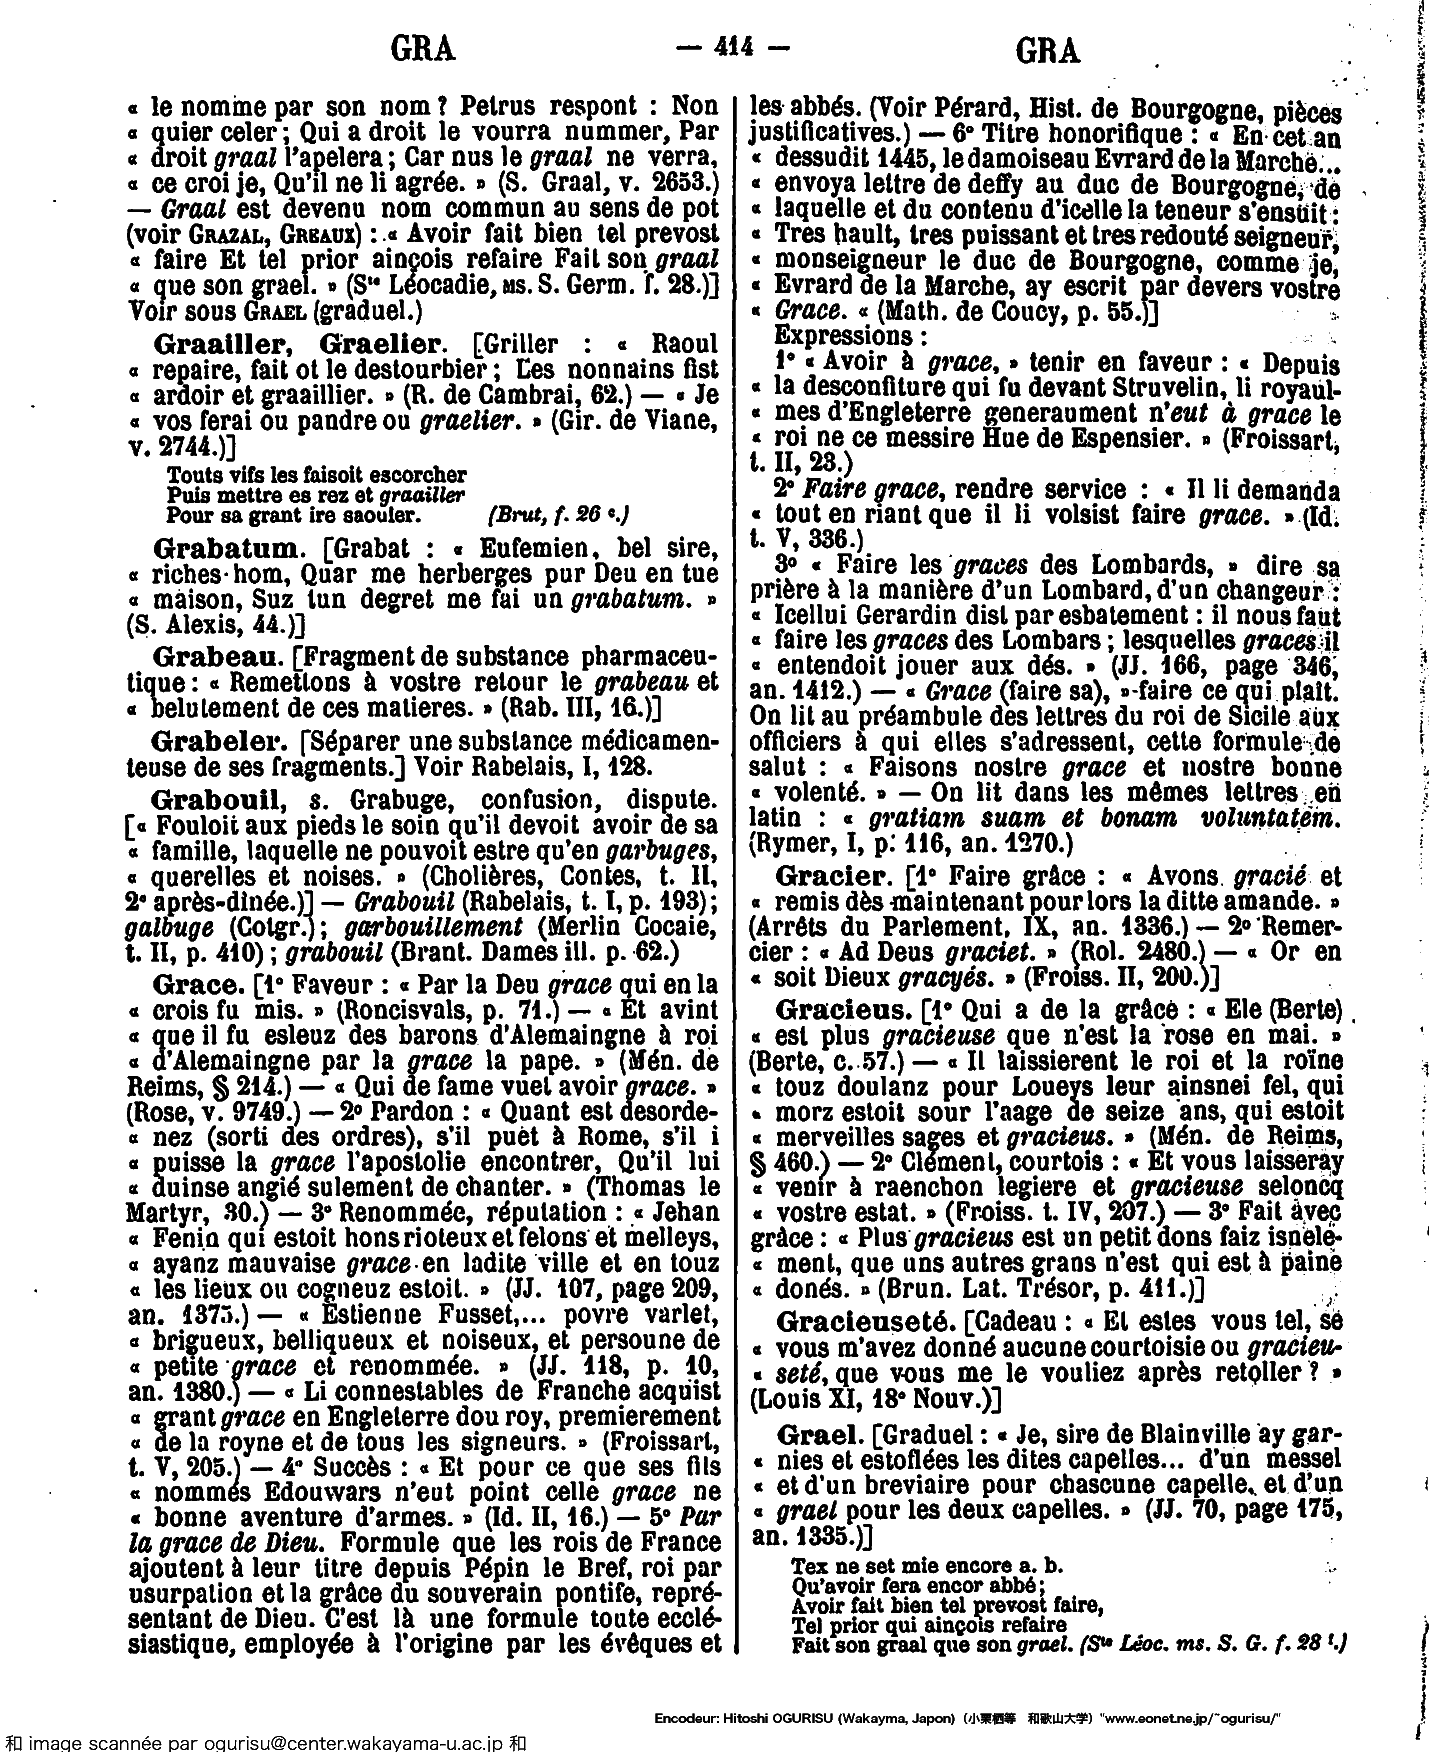 GRA — 414 — GRA
« le nomme par son nom ? Petrus respont : Non
« quier celer ; Qui a droit le vourra nummer, Par
« droit graal l'apelera ; Car nus le graal ne verra,
« ce croi je, Qu'il ne li agrée. » (S. Graal, v. 2653.)
— Graal est devenu nom commun au sens de pot
(voir GRAZAL, GREAUX) : « Avoir fait bien tel prevost
« faire Et tel prior ainçois refaire Fait son graal
« que son grael. » (Ste Léocadie, MS. S. Germ. f. 28.)]
Voir sous GRAEL (graduel.)
Graailler, Graelier. [Griller : « Raoul
« repaire, fait ot le destourbier ; Les nonnains fist
« ardoir et graaillier. » (R. de Cambrai, 62.) — « Je
« vos ferai ou pandre ou graelier. » (Gir. de Viane,
v. 2744.)]
Touts vifs les faisoit escorcher
Puis mettre es rez et graailler
Pour sa grant ire saouler. (Brut, f. 26 c.)
Grabatum. [Grabat : « Eufemien, bel sire,
« riches hom, Quar me herberges pur Deu en tue
« maison, Suz tun degret me fai un grabatum. »
(S. Alexis, 44.)]
Grabeau. [Fragment de substance pharmaceu-
tique : « Remettons à vostre retour le grabeau et
« belutement de ces matieres. » (Rab. III, 16.)]
Grabeler. [Séparer une substance médicamen-
teuse de ses fragments.] Voir Rabelais, I, 128.
Grabouil, s. Grabuge, confusion, dispute.
[« Fouloit aux pieds le soin qu'il devoit avoir de sa
« famille, laquelle ne pouvoit estre qu'en garbuges,
« querelles et noises. » (Cholières, Contes, t. II,
2e après-dînée.)] — Grabouil (Rabelais, t. I, p. 193) ;
galbuge (Cotgr.) ; garbouillement (Merlin Cocaie,
t. II, p. 410) ; grabouil (Brant. Dames ill. p. 62.)
Grace. [1° Faveur : « Par la Deu grace qui en la
« crois fu mis. » (Roncisvals, p. 71.) — « Et avint
« que il fu esleuz des barons d'Alemaingne à roi
« d'Alemaingne par la grace la pape. » (Mén. de
Reims, § 214.) — « Qui de fame vuet avoir grace. »
(Rose, v. 9749.) — 2° Pardon : « Quant est desorde-
« nez (sorti des ordres), s'il puet à Rome, s'il i
« puisse la grace l'apostolie encontrer, Qu'il lui
« duinse angié sulement de chanter. » (Thomas le
Martyr, 30.) — 3° Renommée, réputation : « Jehan
« Fenin qui estoit hons rioteux et felons et melleys,
« ayanz mauvaise grace en ladite ville et en touz
« les lieux ou cogneuz estoit. » (JJ. 107, page 209,
an. 1375.) — « Estienne Fusset,... povre varlet,
« brigueux, belliqueux et noiseux, et persoune de
« petite grace et renommée. » (JJ. 118, p. 10,
an. 1380.) — « Li connestables de Franche acquist
« grant grace en Engleterre dou roy, premierement
« de la royne et de tous les signeurs. » (Froissart,
t. V, 205.) — 4° Succès : « Et pour ce que ses fils
« nommés Edouwars n'eut point celle grace ne
« bonne aventure d'armes. » (Id. II, 16.) — 5° Par
la grace de Dieu. Formule que les rois de France
ajoutent à leur titre depuis Pépin le Bref, roi par
usurpation et la grâce du souverain pontife, repré-
sentant de Dieu. C'est là une formule toute ecclé-
siastique, employée à l'origine par les évêques et
les abbés. (Voir Pérard, Hist. de Bourgogne, pièces
justificatives.) — 6° Titre honorifique : « En cet an
« dessudit 1445, le damoiseau Evrard de la Marche...
« envoya lettre de deffy au duc de Bourgogne, de
« laquelle et du contenu d'icelle la teneur s'ensuit :
« Tres hault, tres puissant et tres redouté seigneur,
« monseigneur le duc de Bourgogne, comme je,
« Evrard de la Marche, ay escrit par devers vostre
« Grace. « (Math. de Coucy, p. 55.)]
Expressions :
1° « Avoir à grace, » tenir en faveur : « Depuis
« la desconfiture qui fu devant Struvelin, li royaul-
« mes d'Engleterre generaument n'eut à grace le
« roi ne ce messire Hue de Espensier. » (Froissart,
t. II, 23.)
2° Faire grace, rendre service : « Il li demanda
« tout en riant que il li volsist faire grace. » (Id.
t. V, 336.)
3° « Faire les graces des Lombards, » dire sa
prière à la manière d'un Lombard, d'un changeur :
« Icellui Gerardin dist par esbatement : il nous faut
« faire les graces des Lombars ; lesquelles graces il
« entendoit jouer aux dés. » (JJ. 166, page 346,
an. 1412.) — « Grace (faire sa), » faire ce qui plaît.
On lit au préambule des lettres du roi de Sicile aux
officiers à qui elles s'adressent, cette formule de
salut : « Faisons nostre grace et nostre bonne
« volenté. » — On lit dans les mêmes lettres en
latin : « gratiam suam et bonam voluntatem.
(Rymer, I, p. 116, an. 1270.)
Gracier. [1° Faire grâce : « Avons gracié et
« remis dès maintenant pour lors la ditte amande. »
(Arrêts du Parlement, IX, an. 1336.) — 2° Remer-
cier : « Ad Deus graciet. » (Rol. 2480.) — « Or en
« soit Dieux gracyés. » (Froiss. II, 200.)]
Gracieus. [1° Qui a de la grâce : « Ele (Berte)
« est plus gracieuse que n'est la rose en mai. »
(Berte, c. 57.) — « Il laissierent le roi et la roïne
« touz doulanz pour Loueys leur ainsnei fel, qui
« morz estoit sour l'aage de seize ans, qui estoit
« merveilles sages et gracieus. » (Mén. de Reims,
§ 460.) — 2° Clément, courtois : « Et vous laisseray
« venir à raenchon legiere et gracieuse seloncq
« vostre estat. » (Froiss. t. IV, 207.) — 3° Fait avec
grâce : « Plus gracieus est un petit dons faiz isnele-
« ment, que uns autres grans n'est qui est à paine
« donés. » (Brun. Lat. Trésor, p. 411.)]
Gracieuseté. [Cadeau : « Et estes vous tel, se
« vous m'avez donné aucune courtoisie ou gracieu-
« seté, que vous me le vouliez après retoller ? »
(Louis XI, 18e Nouv.)]
Grael. [Graduel : « Je, sire de Blainville ay gar-
« nies et estoflées les dites capelles... d'un messel
« et d'un breviaire pour chascune capelle, et d'un
« grael pour les deux capelles. » (JJ. 70, page 175,
an. 1335.)]
Tex ne set mie encore a. b.
Qu'avoir fera encor abbé ;
Avoir fait bien tel prevost faire,
Tel prior qui ainçois refaire
Fait son graal que son grael. (Ste Léoc. ms. S. G. f. 28 f.)
Encodeur: Hitoshi OGURISU (Wakayma, Japon) (小栗栖等 和歌山大学) "www.eonet.ne.jp/~ogurisu/"
和 image scannée par ogurisu@center.wakayama-u.ac.jp 和